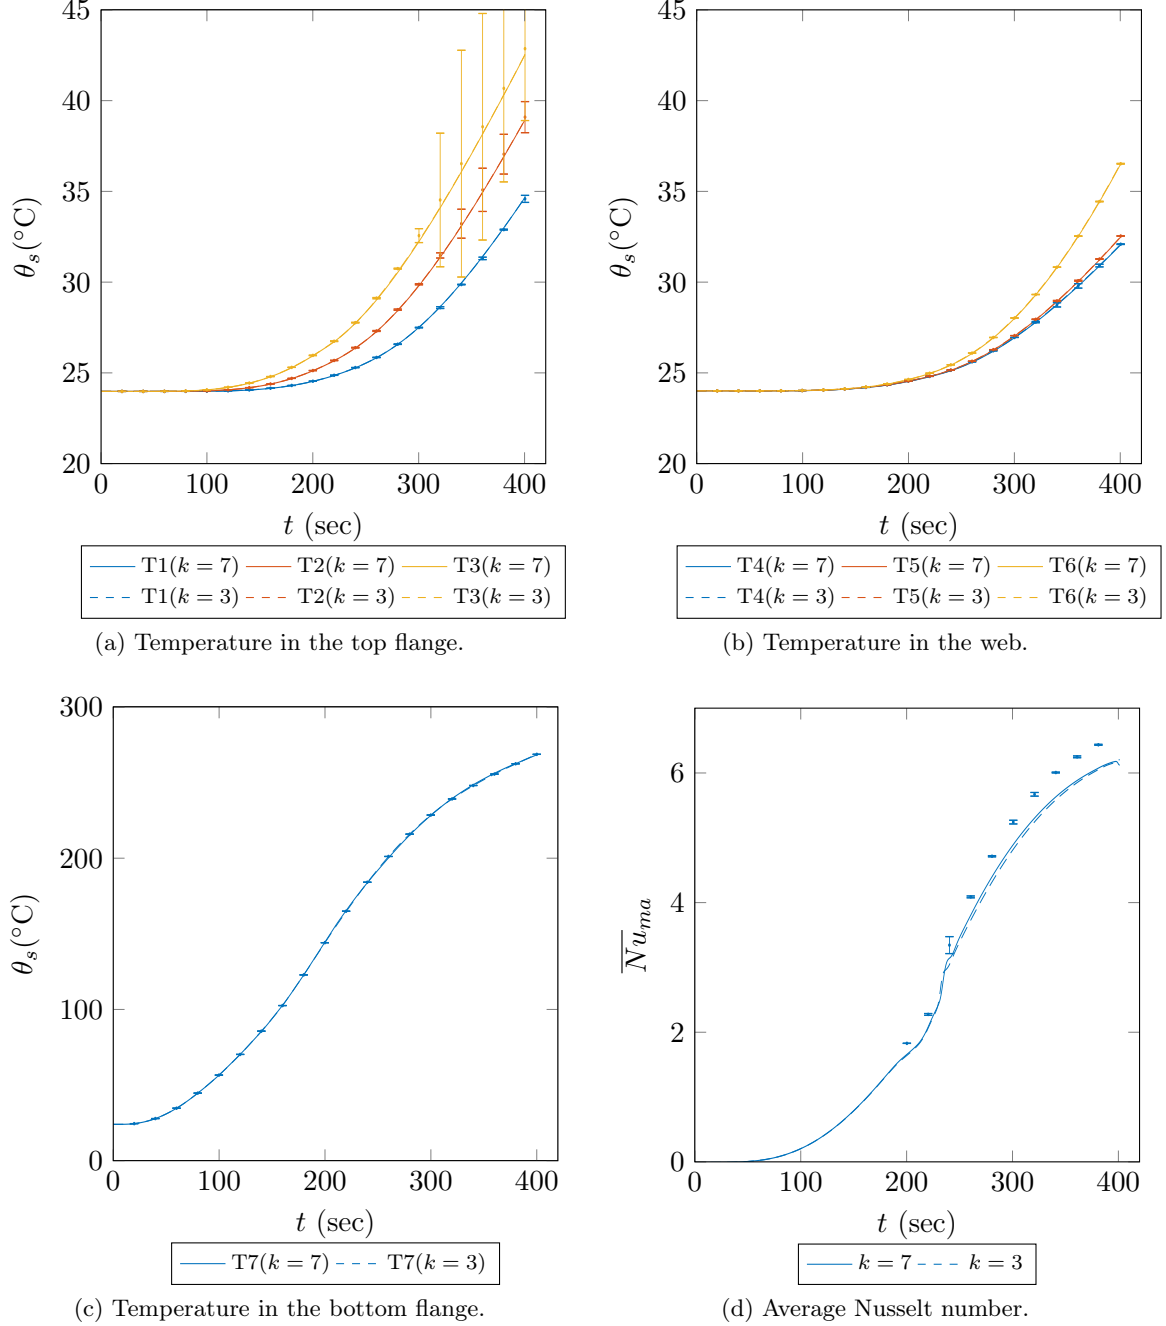 45
40
35
30
25
20
θs(°C)
0 100 200 300 400
t (sec)
T1(k = 7) T2(k = 7) T3(k = 7)
T1(k = 3) T2(k = 3) T3(k = 3)
(a) Temperature in the top flange.
45
40
35
30
25
20
θs(°C)
0 100 200 300 400
t (sec)
T4(k = 7) T5(k = 7) T6(k = 7)
T4(k = 3) T5(k = 3) T6(k = 3)
(b) Temperature in the web.
300
200
100
0
θs(°C)
0 100 200 300 400
t (sec)
T7(k = 7) T7(k = 3)
(c) Temperature in the bottom flange.
6
4
2
0
N̅u̅ma
0 100 200 300 400
t (sec)
k = 7 k = 3
(d) Average Nusselt number.